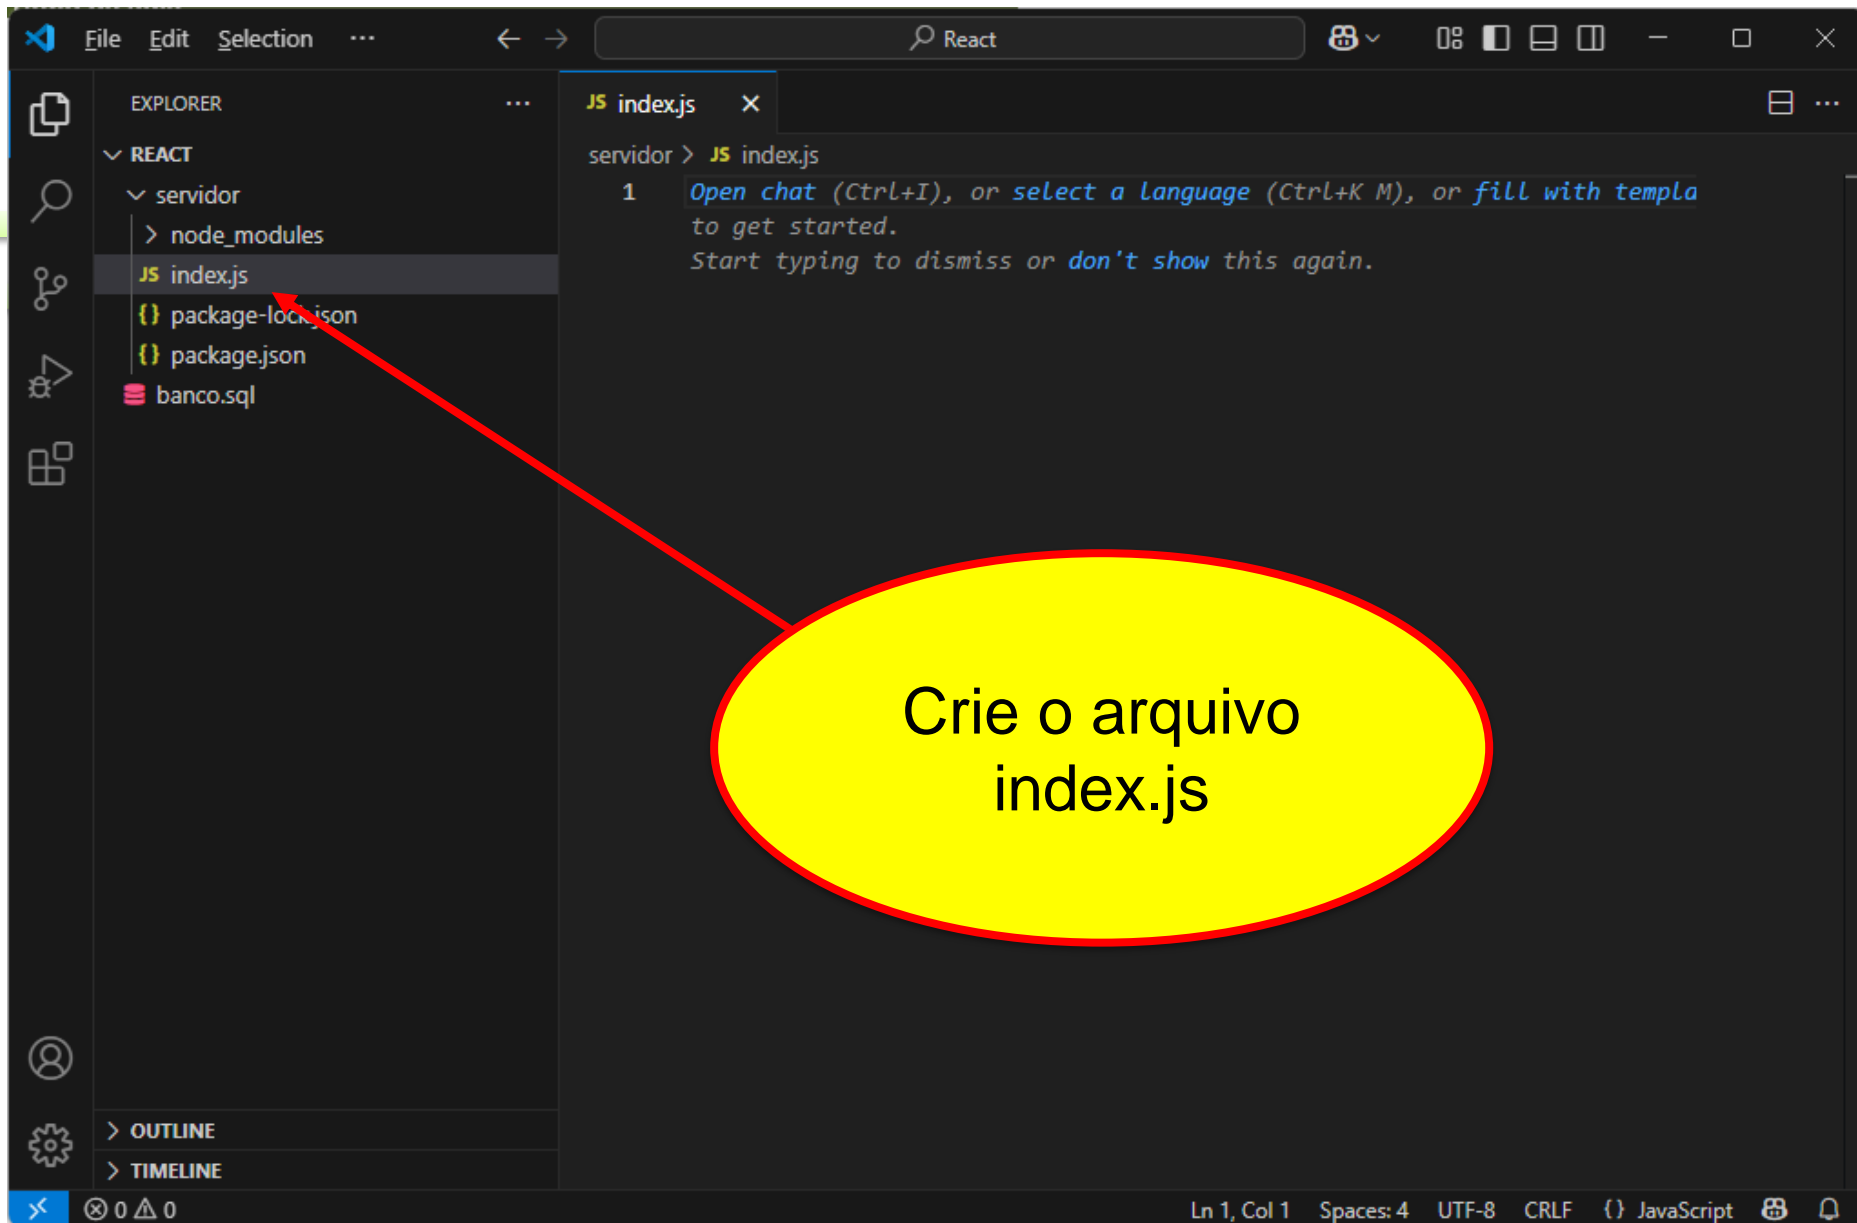 File Edit Selection ··· React
EXPLORER ···
JS index.js
REACT
servidor > JS index.js
servidor
1 Open chat (Ctrl+I), or select a language (Ctrl+K M), or fill with templa
node_modules
to get started.
JS index.js
Start typing to dismiss or don't show this again.
{} package-lock.json
{} package.json
banco.sql
Crie o arquivo
index.js
OUTLINE
TIMELINE
0 0 Ln 1, Col 1 Spaces: 4 UTF-8 CRLF {} JavaScript